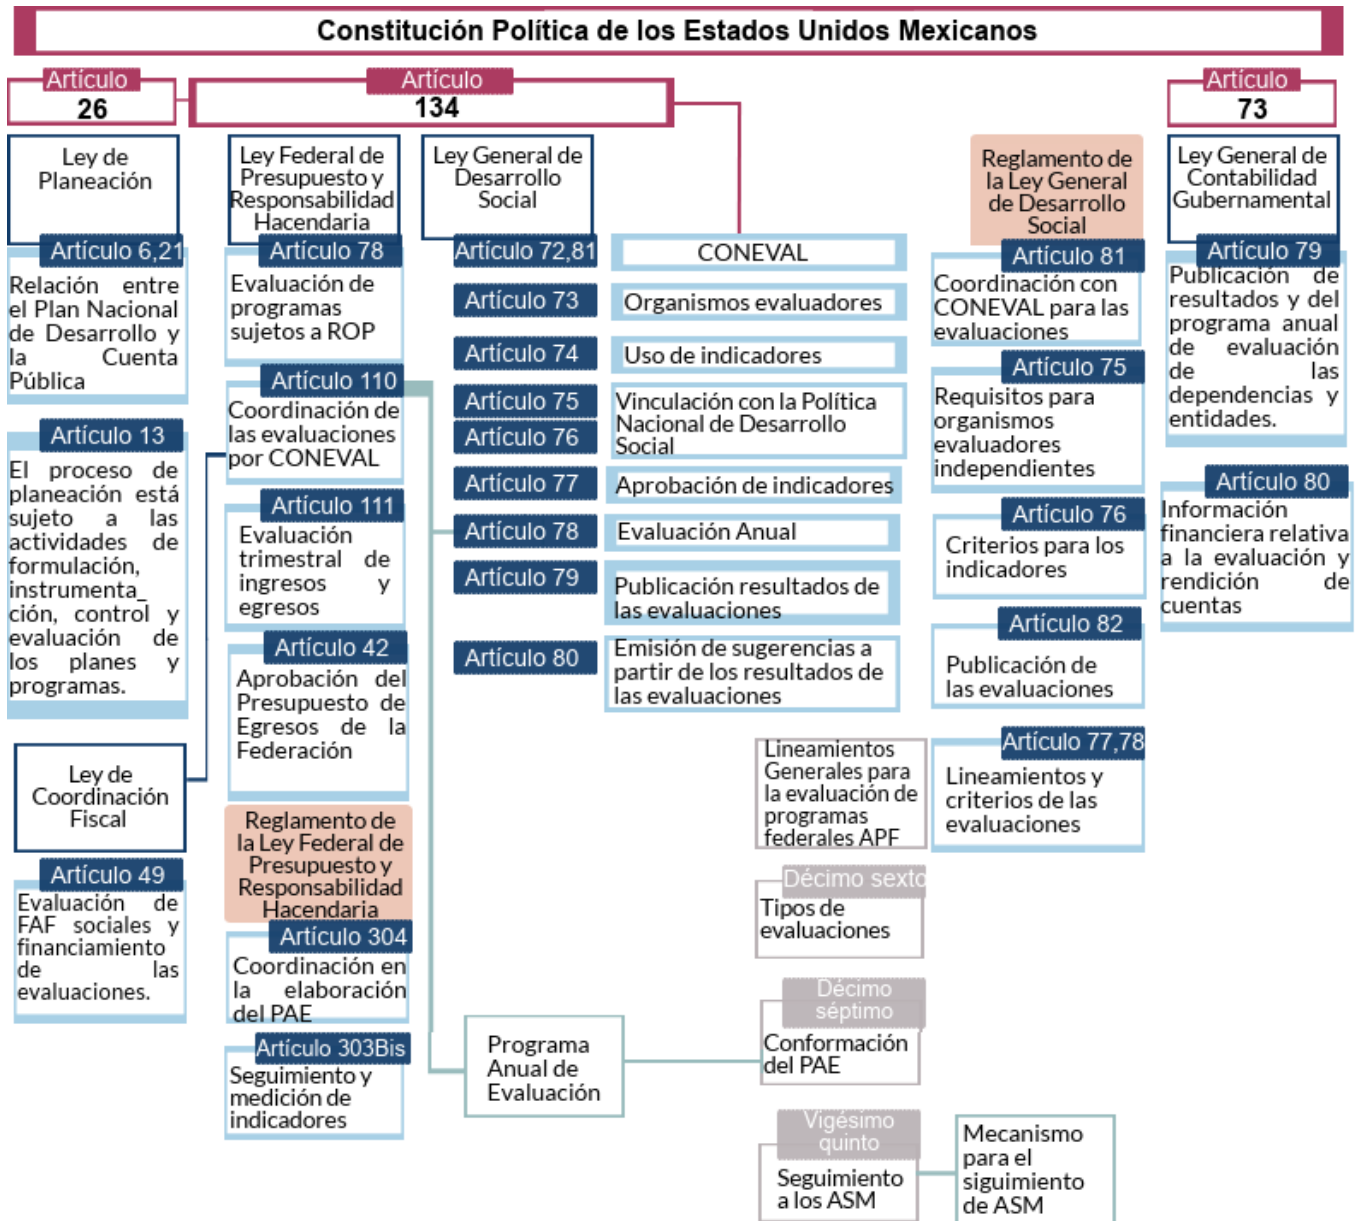 Constitución Política de los Estados Unidos Mexicanos
Artículo
26
Artículo
134
Artículo
73
Ley de
Planeación
Artículo 6,21
Relación entre
el Plan Nacional
de Desarrollo y
la Cuenta
Pública
Artículo 13
El proceso de
planeación está
sujeto a las
actividades de
formulación,
instrumenta_
ción, control y
evaluación de
los planes y
programas.
Ley de
Coordinación
Fiscal
Artículo 49
Evaluación de
FAF sociales y
financiamiento
de las
evaluaciones.
Ley Federal de
Presupuesto y
Responsabilidad
Hacendaria
Artículo 78
Evaluación de
programas
sujetos a ROP
Artículo 110
Coordinación de
las evaluaciones
por CONEVAL
Artículo 111
Evaluación
trimestral de
ingresos y
egresos
Artículo 42
Aprobación del
Presupuesto de
Egresos de la
Federación
Reglamento de
la Ley Federal de
Presupuesto y
Responsabilidad
Hacendaria
Artículo 304
Coordinación en
la elaboración
del PAE
Artículo 303Bis
Seguimiento y
medición de
indicadores
Ley General de
Desarrollo
Social
Artículo 72,81
CONEVAL
Artículo 73
Organismos evaluadores
Artículo 74
Uso de indicadores
Artículo 75
Artículo 76
Vinculación con la Política
Nacional de Desarrollo
Social
Artículo 77
Aprobación de indicadores
Artículo 78
Evaluación Anual
Artículo 79
Publicación resultados de
las evaluaciones
Artículo 80
Emisión de sugerencias a
partir de los resultados de
las evaluaciones
Programa
Anual de
Evaluación
Lineamientos
Generales para
la evaluación de
programas
federales APF
Décimo sexto
Tipos de
evaluaciones
Décimo
séptimo
Conformación
del PAE
Vigésimo
quinto
Seguimiento
a los ASM
Mecanismo
para el
siguimiento
de ASM
Reglamento de
la Ley General
de Desarrollo
Social
Artículo 81
Coordinación con
CONEVAL para las
evaluaciones
Artículo 75
Requisitos para
organismos
evaluadores
independientes
Artículo 76
Criterios para los
indicadores
Artículo 82
Publicación de
las evaluaciones
Artículo 77,78
Lineamientos y
criterios de las
evaluaciones
Ley General de
Contabilidad
Gubernamental
Artículo 79
Publicación de
resultados y del
programa anual
de evaluación
de las
dependencias y
entidades.
Artículo 80
Información
financiera relativa
a la evaluación y
rendición de
cuentas